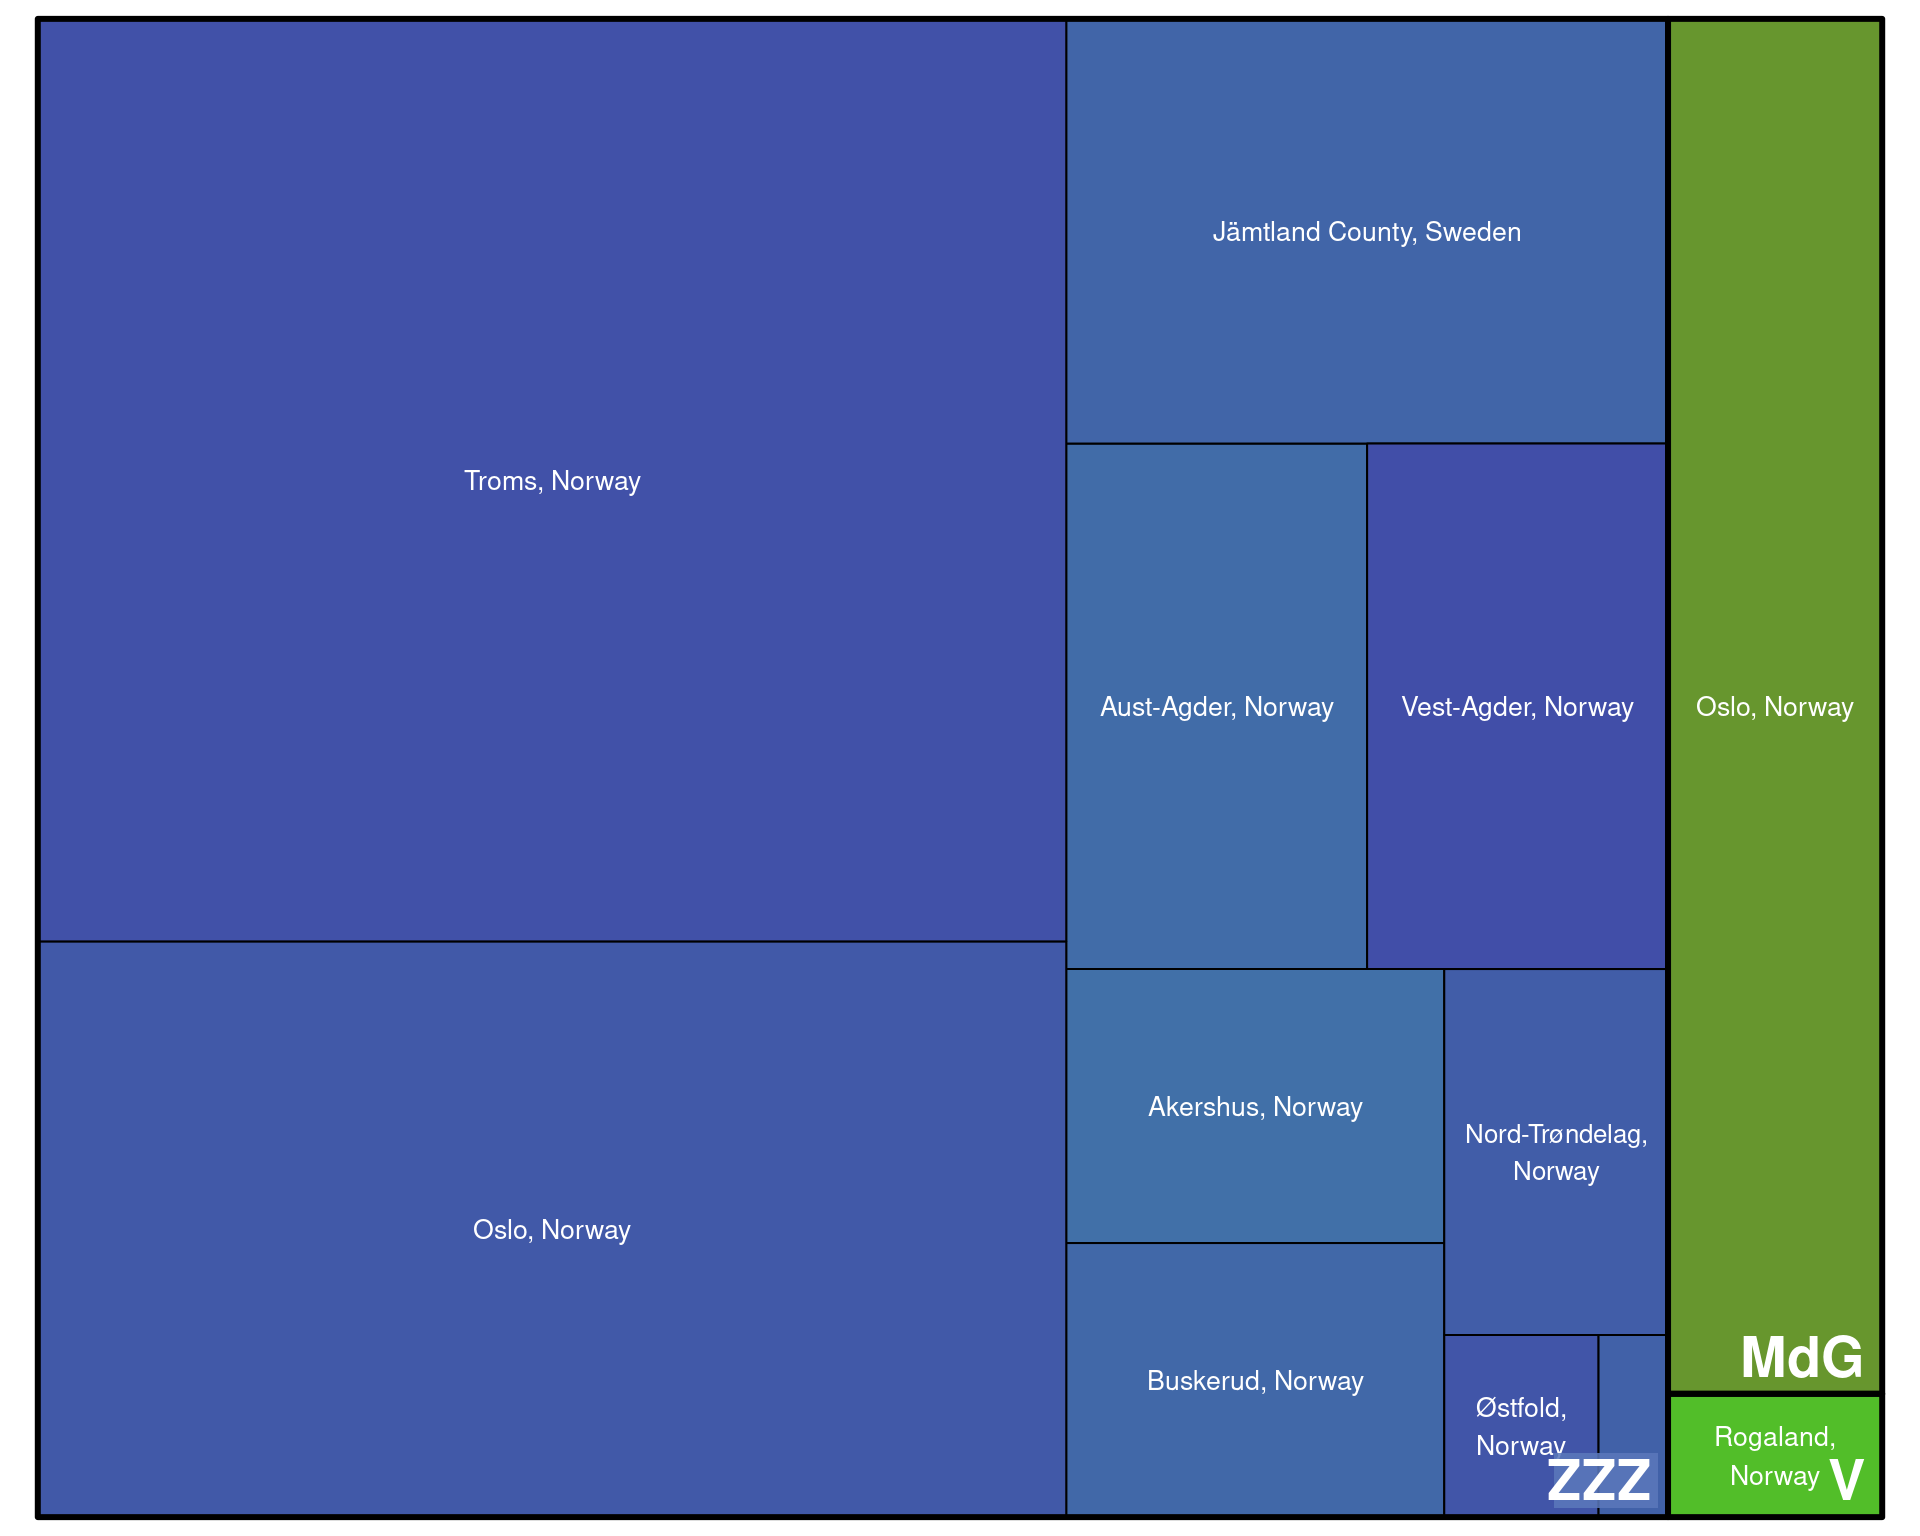 Troms, Norway
Oslo, Norway
Jämtland County, Sweden
Aust-Agder, Norway
Vest-Agder, Norway
Akershus, Norway
Buskerud, Norway
Nord-Trøndelag,
Norway
Østfold,
Norway
ZZZ
Oslo, Norway
MdG
Rogaland,
Norway
V